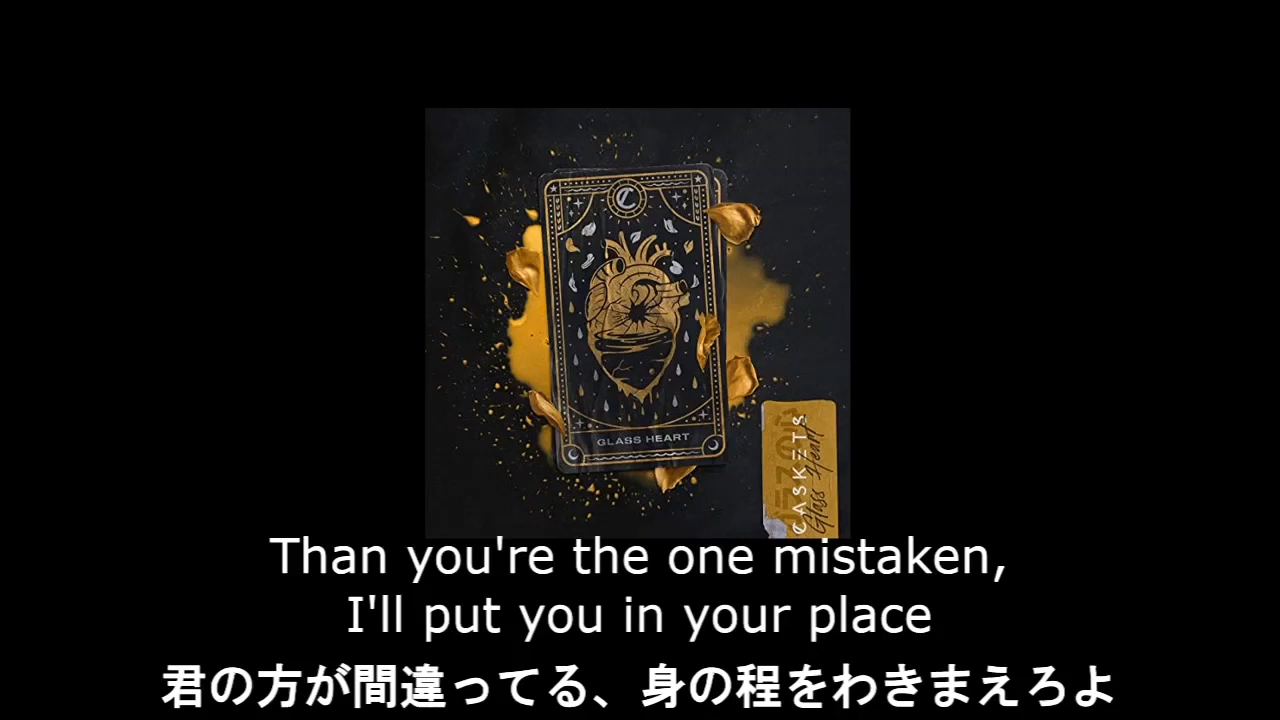 GLASS HEART
CASKETS
Glass Heart
Than you're the one mistaken,
I'll put you in your place
君の方が間違ってる、身の程をわきまえろよ